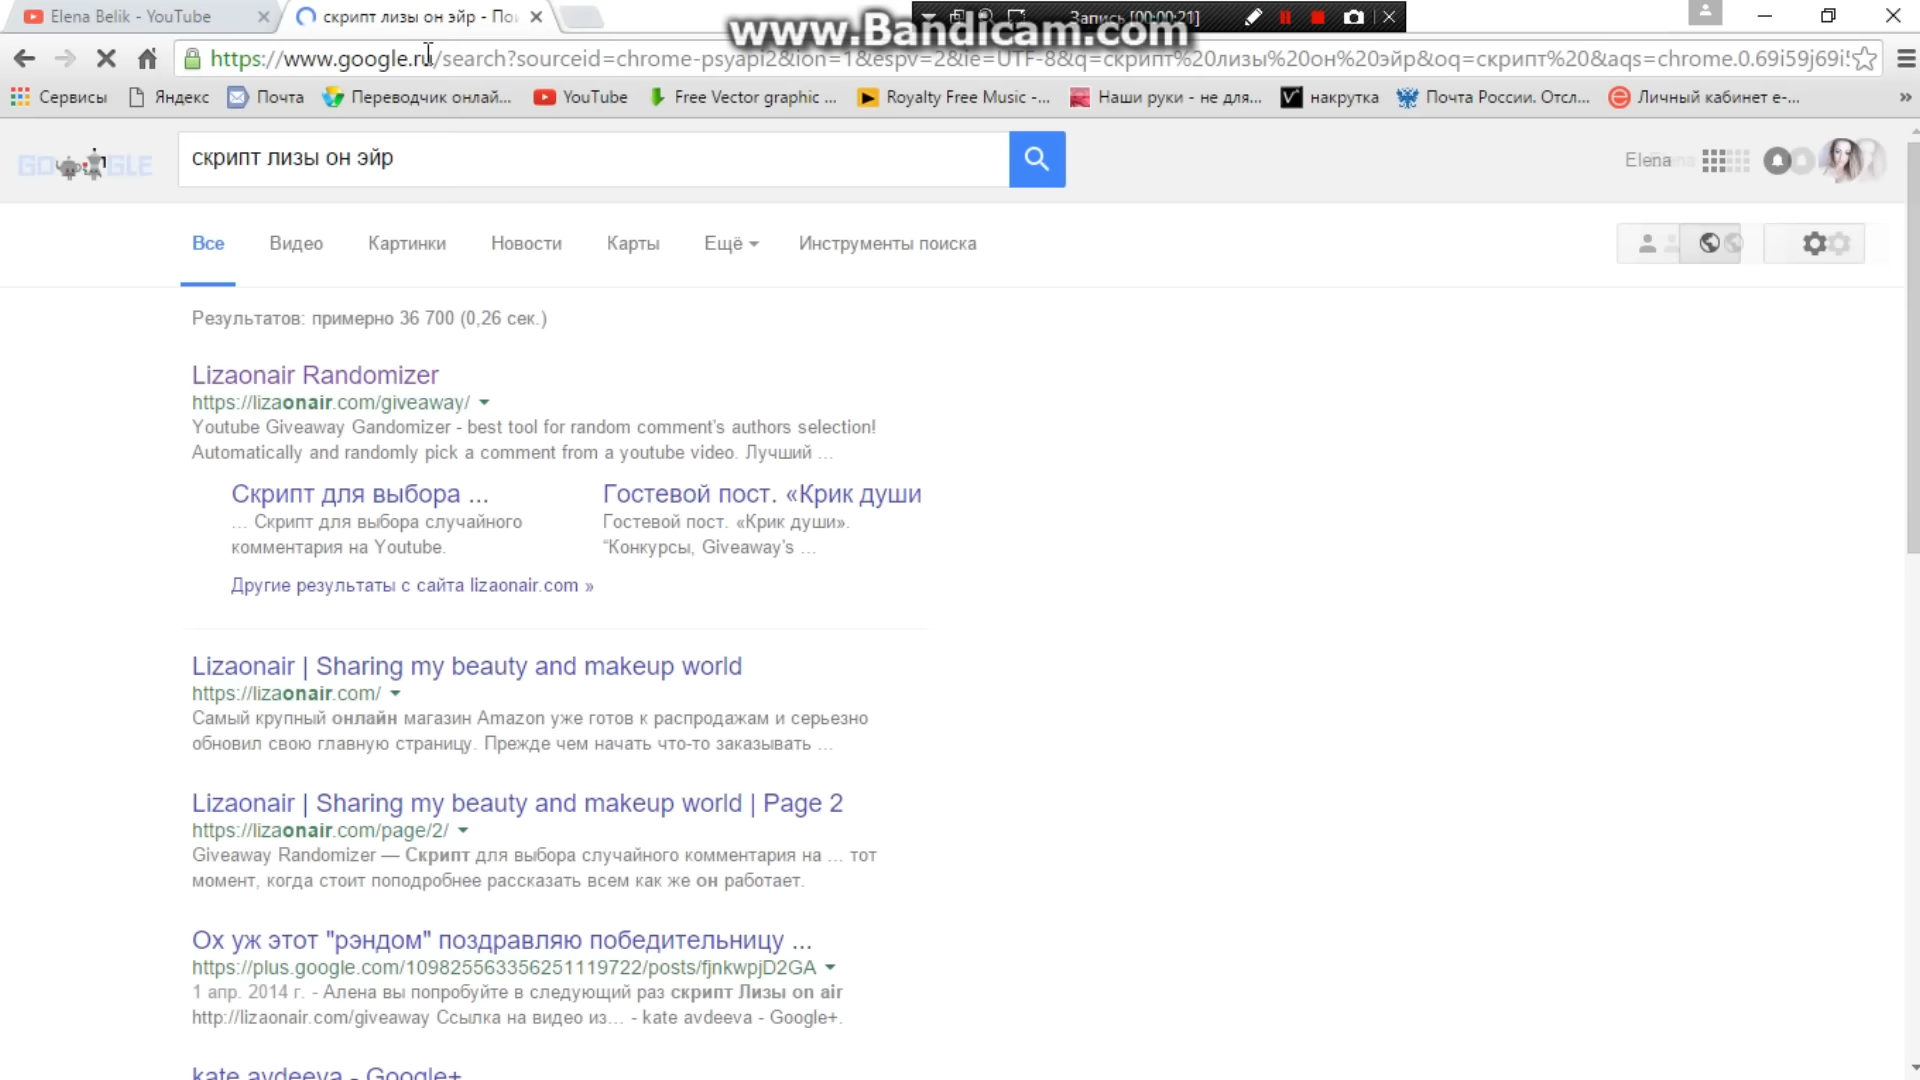 Elena Belik - YouTube
скрипт лизы он эйр - Пои
www.Bandicam.com
Запись [00:00:21]
https://www.google.ru/search?sourceid=chrome-psyapi2&ion=1&espv=2&ie=UTF-8&q=скрипт%20лизы%20он%20эйр&oq=скрипт%20&aqs=chrome.0.69i59j69i5
Сервисы
Яндекс
Почта
Переводчик онлай...
YouTube
Free Vector graphic ...
Royalty Free Music -...
Наши руки - не для...
накрутка
Почта России. Отсл...
Личный кабинет е-...
»
GO GLE
скрипт лизы он эйр
Elena
Все
Видео
Картинки
Новости
Карты
Ещё
Инструменты поиска
Результатов: примерно 36 700 (0,26 сек.)
Lizaonair Randomizer
https://lizaonair.com/giveaway/
Youtube Giveaway Gandomizer - best tool for random comment's authors selection!
Automatically and randomly pick a comment from a youtube video. Лучший ...
Скрипт для выбора ...
... Скрипт для выбора случайного
комментария на Youtube.
Гостевой пост. «Крик души
Гостевой пост. «Крик души».
“Конкурсы, Giveaway's ...
Другие результаты с сайта lizaonair.com »
Lizaonair | Sharing my beauty and makeup world
https://lizaonair.com/
Самый крупный онлайн магазин Amazon уже готов к распродажам и серьезно
обновил свою главную страницу. Прежде чем начать что-то заказывать ...
Lizaonair | Sharing my beauty and makeup world | Page 2
https://lizaonair.com/page/2/
Giveaway Randomizer — Скрипт для выбора случайного комментария на ... тот
момент, когда стоит поподробнее рассказать всем как же он работает.
Ох уж этот "рэндом" поздравляю победительницу ...
https://plus.google.com/109825563356251119722/posts/fjnkwpjD2GA
1 апр. 2014 г. - Алена вы попробуйте в следующий раз скрипт Лизы on air
http://lizaonair.com/giveaway Ссылка на видео из... - kate avdeeva - Google+.
kate avdeeva - Google+